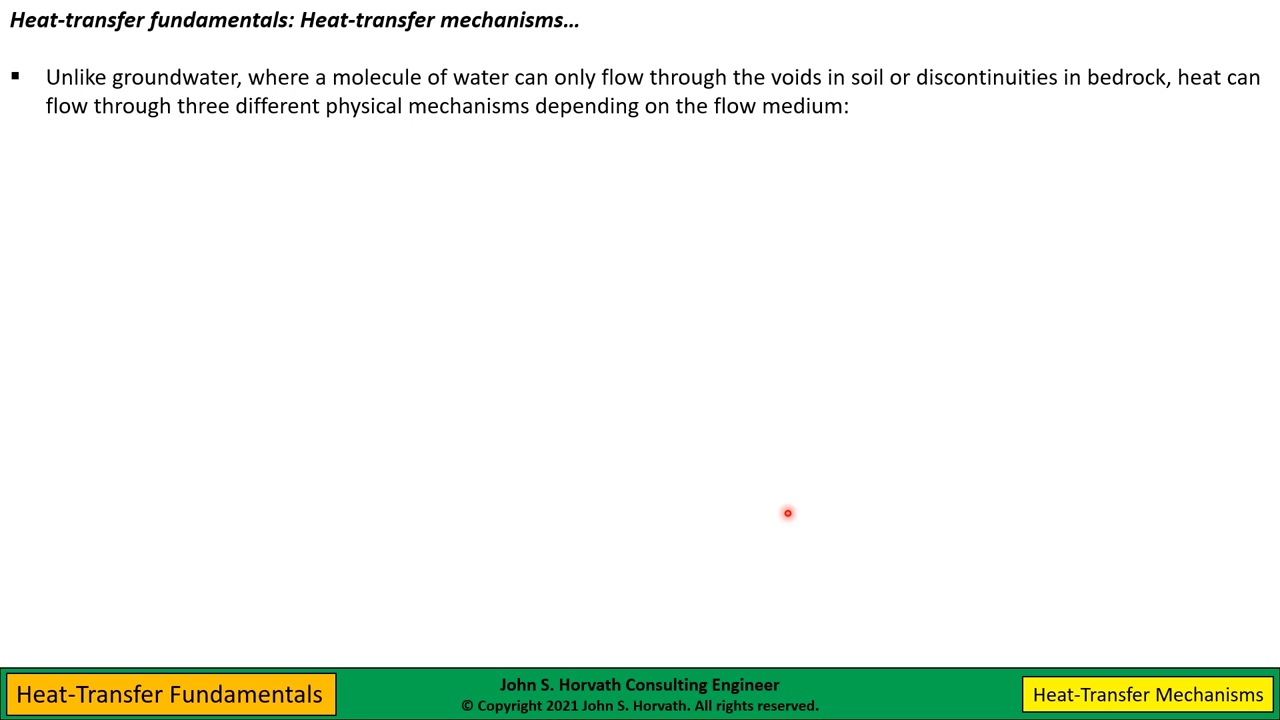 Heat-transfer fundamentals: Heat-transfer mechanisms…
▪ Unlike groundwater, where a molecule of water can only flow through the voids in soil or discontinuities in bedrock, heat can
flow through three different physical mechanisms depending on the flow medium:
Heat-Transfer Fundamentals
John S. Horvath Consulting Engineer
© Copyright 2021 John S. Horvath. All rights reserved.
Heat-Transfer Mechanisms